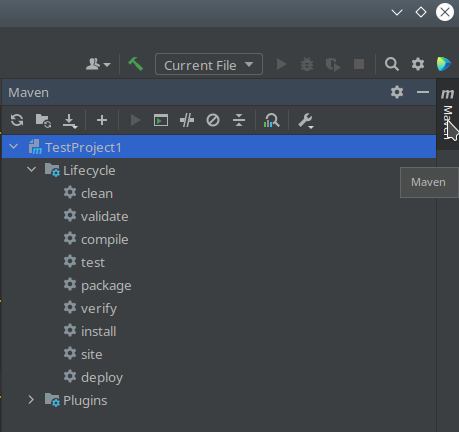 Current File
Maven
m
Maven
TestProject1
Lifecycle
Maven
clean
validate
compile
test
package
verify
install
site
deploy
Plugins